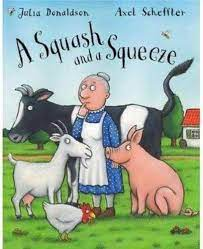 Julia Donaldson Axel Scheffler
A Squash
and a Squeeze